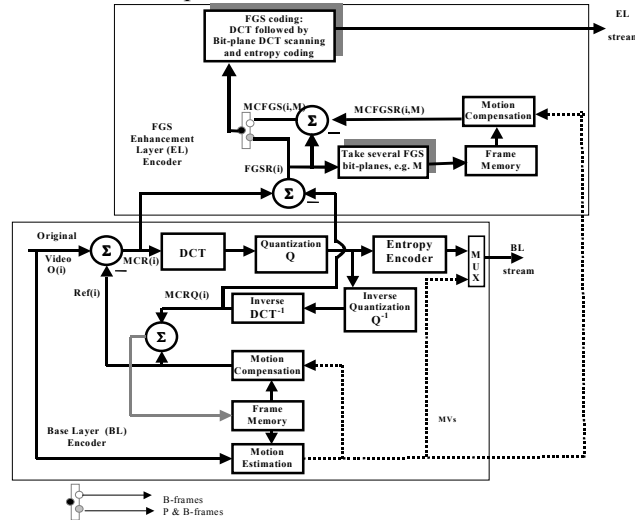 FGS coding:
DCT followed by
Bit-plane DCT scanning
and entropy coding
EL
stream
MCFGS(i,M)
Σ
MCFGSR(i,M)
Motion
Compensation
FGS
Enhancement
Layer (EL)
Encoder
FGSR(i)
Take several FGS
bit-planes, e.g. M
Frame
Memory
Σ
Original
Video
O(i)
Σ
MCR(i)
DCT
Quantization
Q
Entropy
Encoder
M
U
X
BL
stream
Ref(i)
MCRQ(i)
Inverse
DCT-1
Inverse
Quantization
Q-1
Σ
Motion
Compensation
Frame
Memory
MVs
Base Layer (BL)
Encoder
Motion
Estimation
B-frames
P & B-frames